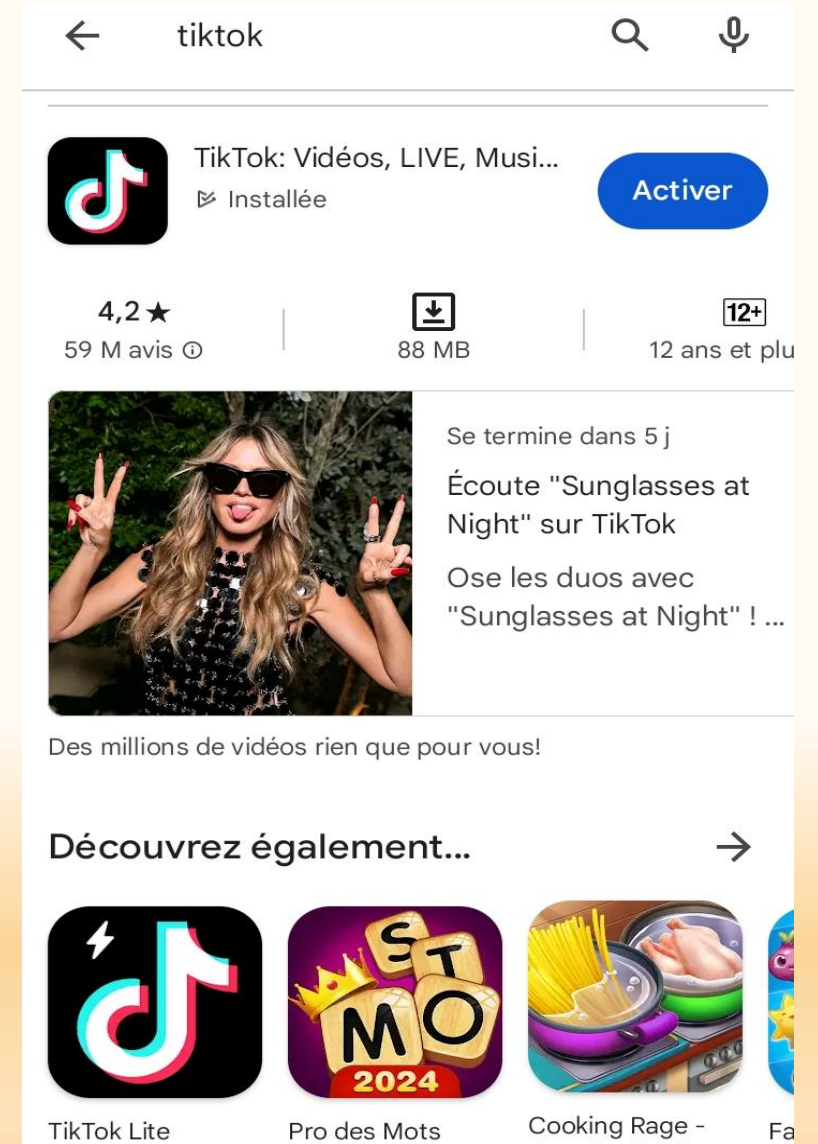 tiktok
TikTok: Vidéos, LIVE, Musi...
Installée
Activer
4,2★
59 M avis
88 MB
12+
12 ans et plu
Se termine dans 5 j
Écoute "Sunglasses at
Night" sur TikTok
Ose les duos avec
"Sunglasses at Night" ! ...
Des millions de vidéos rien que pour vous!
Découvrez également...
S
T
M
O
2024
TikTok Lite
Pro des Mots
Cooking Rage -
Fa